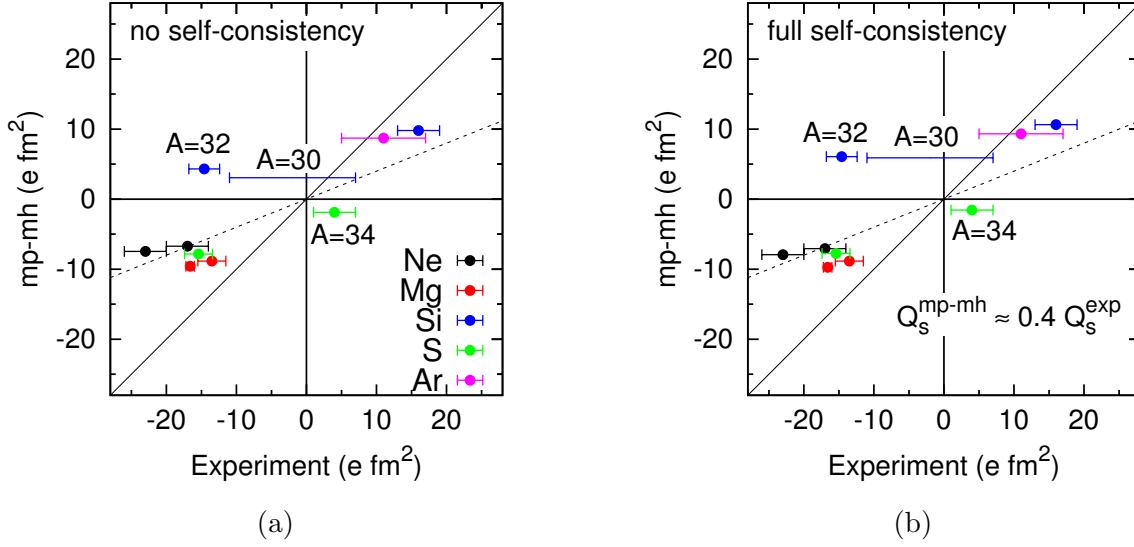 no self-consistency
20
10
0
-10
-20
mp-mh (e fm²)
A=32
A=30
A=34
Ne
Mg
Si
S
Ar
-20
-10
0
10
20
Experiment (e fm²)
(a)
full self-consistency
20
10
0
-10
-20
mp-mh (e fm²)
A=32
A=30
A=34
Qₛᵐᵖ⁻ᵐʰ ≈ 0.4 Qₛᵉˣᵖ
-20
-10
0
10
20
Experiment (e fm²)
(b)